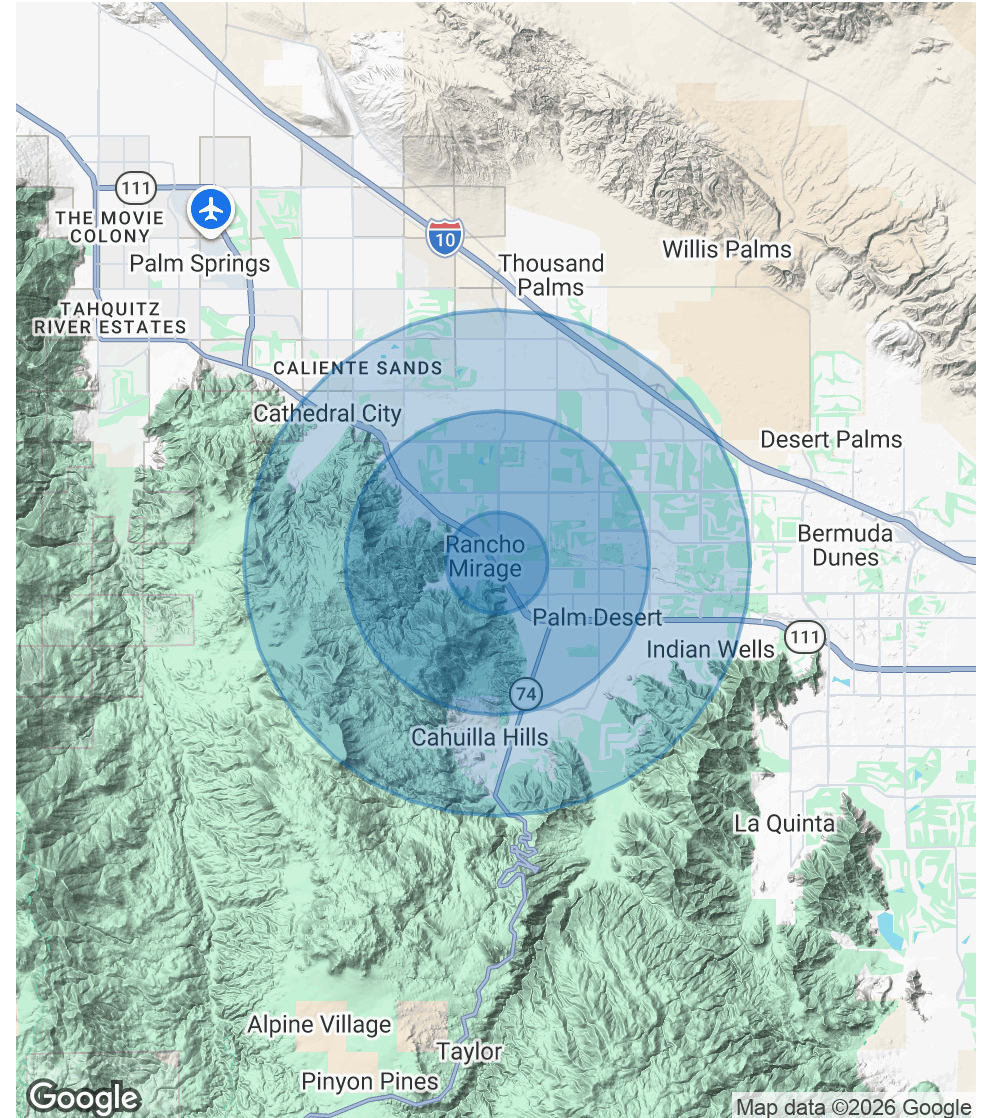 111
THE MOVIE
COLONY
Palm Springs
10
Thousand
Palms
Willis Palms
TAHQUITZ
RIVER ESTATES
CALIENTE SANDS
Cathedral City
Desert Palms
Rancho
Mirage
Bermuda
Dunes
Palm Desert
Indian Wells
111
74
Cahuilla Hills
La Quinta
Alpine Village
Taylor
Pinyon Pines
Google
Map data ©2026 Google